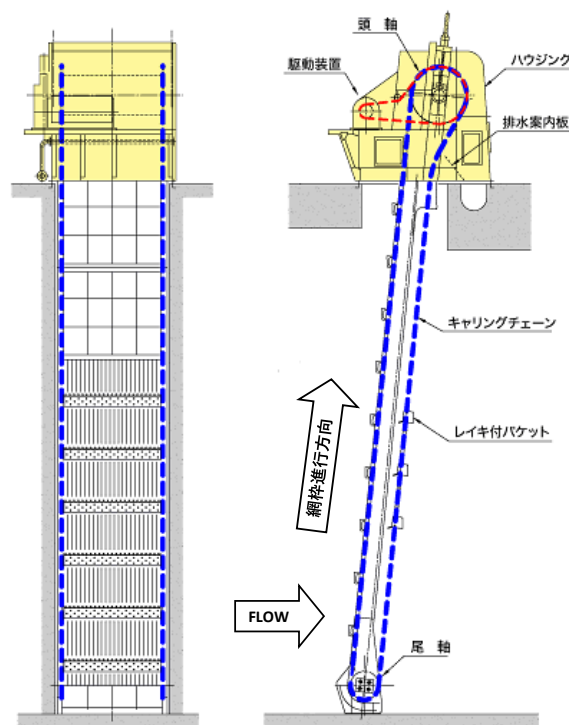 頭 軸
駆動装置
ハウジング
排水案内板
キャリングチェーン
レイキ付バケット
網枠進行方向
FLOW
尾 軸